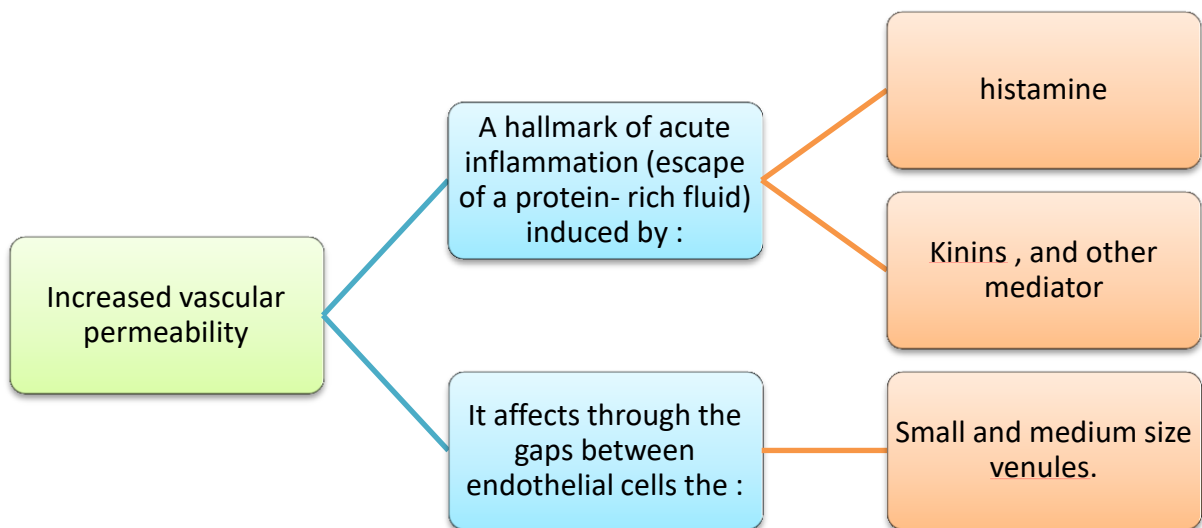 Increased vascular
permeability
A hallmark of acute
inflammation (escape
of a protein- rich fluid)
induced by :
histamine
Kinins , and other
mediator
It affects through the
gaps between
endothelial cells the :
Small and medium size
venules.